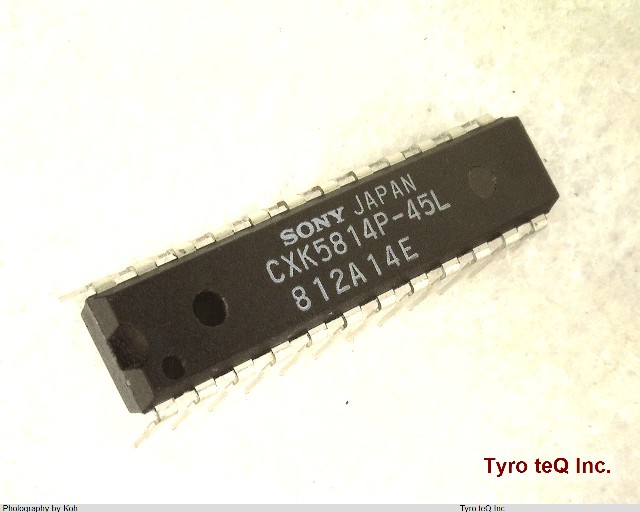 SONY JAPAN
CXK5814P-45L
812A14E
Tyro teQ Inc.
Photography by Koh
Tyro teQ Inc